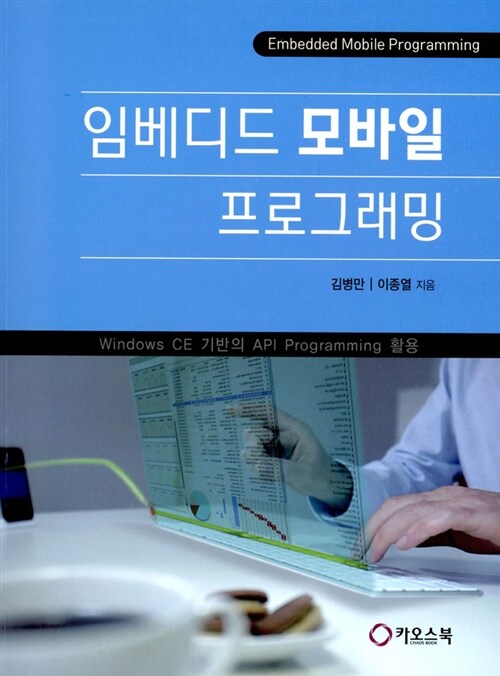 Embedded Mobile Programming
임베디드 모바일
프로그래밍
김병만 | 이종열 지음
Windows CE 기반의 API Programming 활용
카오스북
CHAOS BOOK